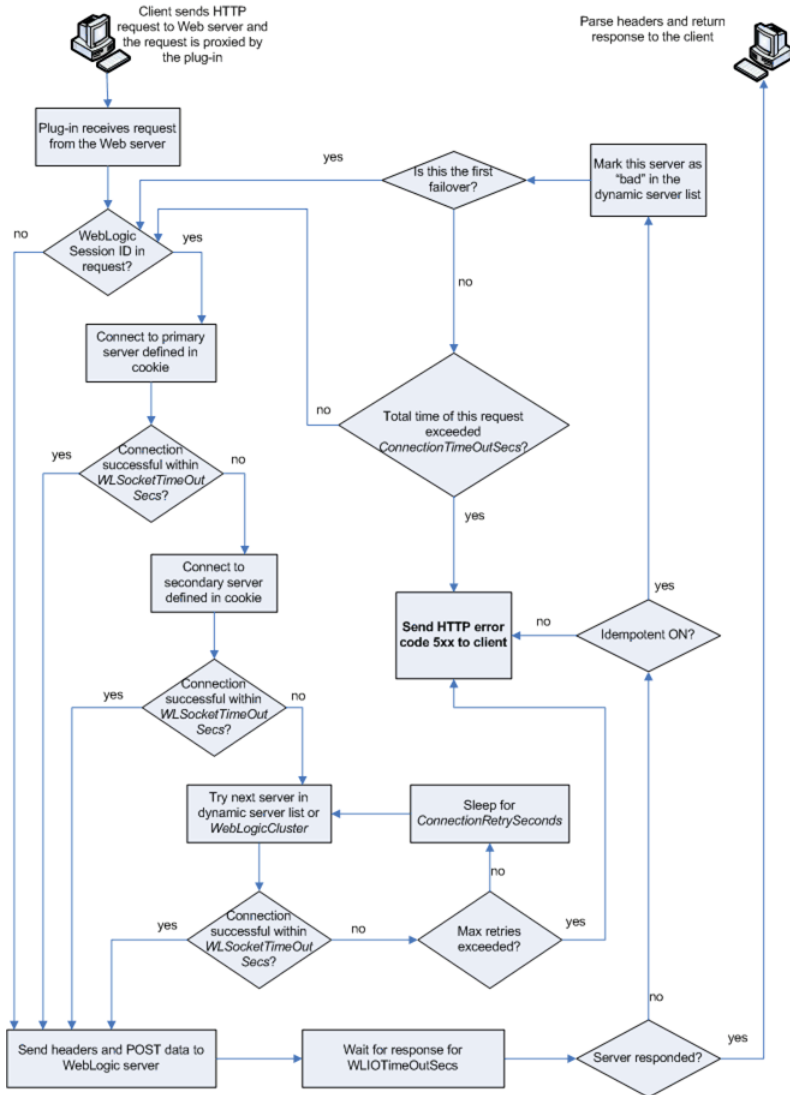 Client sends HTTP
request to Web server and
the request is proxied by
the plug-in
Parse headers and return
response to the client
Plug-in receives request
from the Web server
yes
Is this the first
failover?
Mark this server as
“bad” in the
dynamic server list
no
WebLogic
Session ID in
request?
yes
no
Connect to primary
server defined in
cookie
no
Total time of this request
exceeded
ConnectionTimeOutSecs?
yes
Connection
successful within
WLSocketTimeOut
Secs?
no
yes
Connect to
secondary server
defined in cookie
yes
Send HTTP error
code 5xx to client
no
Idempotent ON?
yes
Connection
successful within
WLSocketTimeOut
Secs?
no
Try next server in
dynamic server list or
WebLogicCluster
Sleep for
ConnectionRetrySeconds
no
yes
Connection
successful within
WLSocketTimeOut
Secs?
no
Max retries
exceeded?
yes
no
Send headers and POST data to
WebLogic server
Wait for response for
WLIOTimeOutSecs
Server responded?
yes